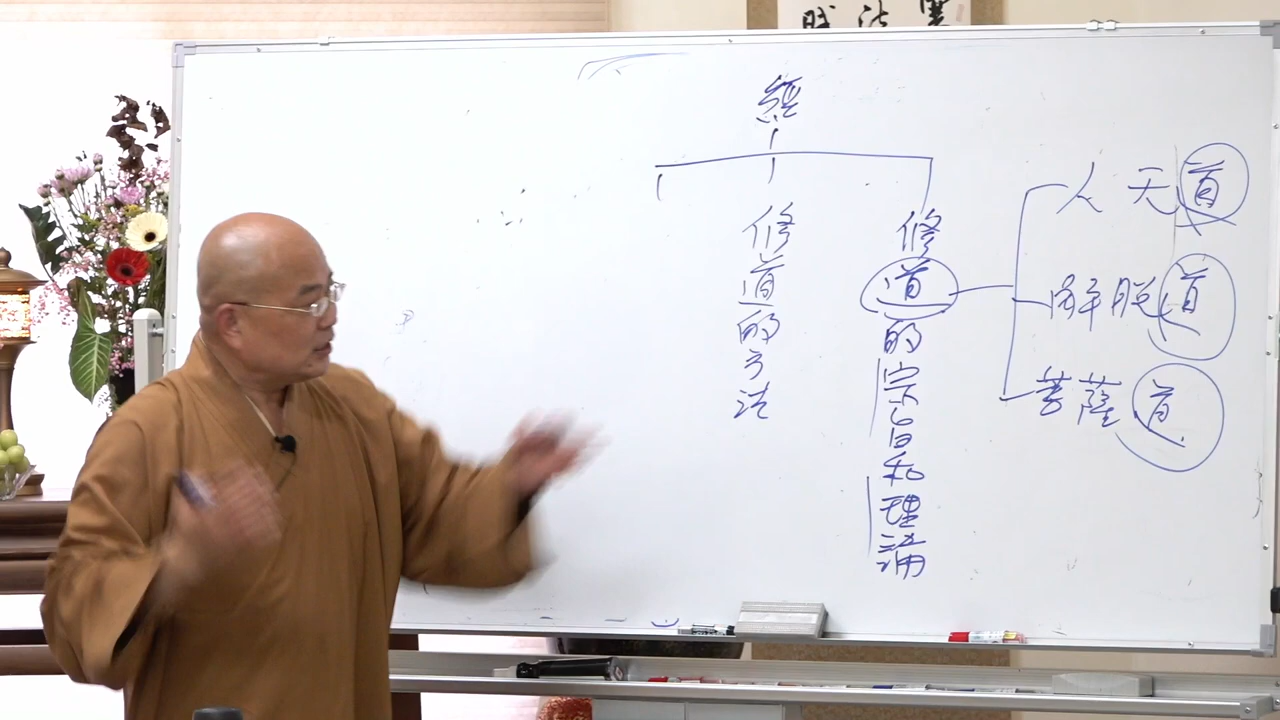 經
修道的宗旨和理論
人天道
解脫道
菩薩道
修道的方法